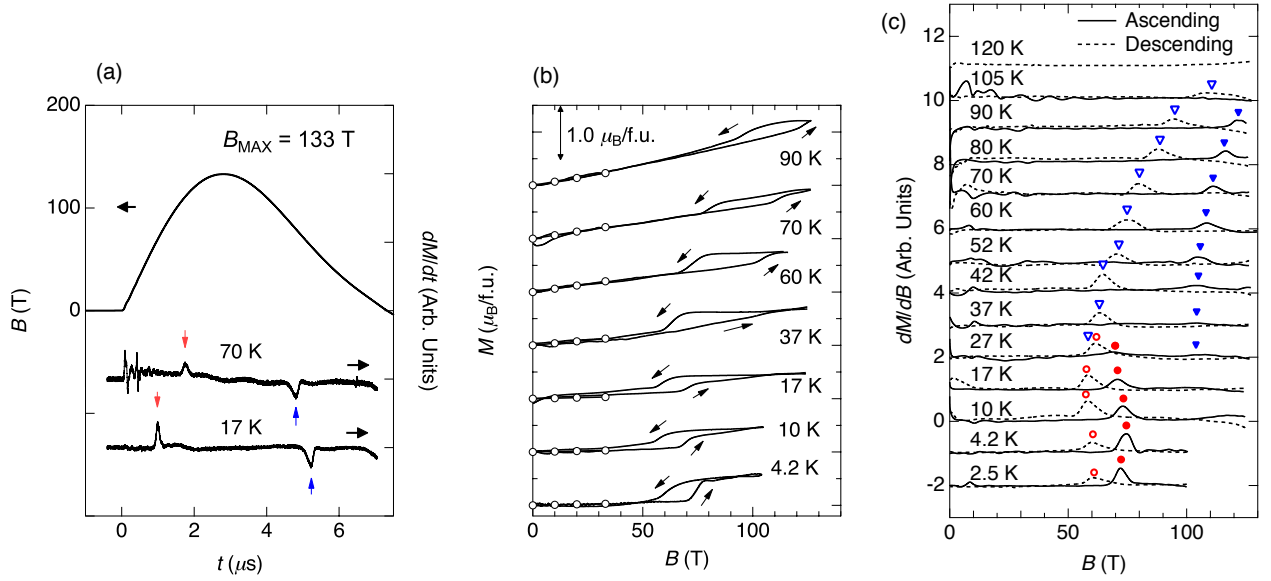 (a)
200
100
0
B (T)
B_MAX = 133 T
70 K
17 K
dM/dt (Arb. Units)
0
2
4
6
t (μs)
(b)
1.0 μB/f.u.
90 K
70 K
60 K
37 K
17 K
10 K
4.2 K
M (μB/f.u.)
0
50
100
B (T)
(c)
Ascending
Descending
12
10
8
6
4
2
0
-2
dM/dB (Arb. Units)
120 K
105 K
90 K
80 K
70 K
60 K
52 K
42 K
37 K
27 K
17 K
10 K
4.2 K
2.5 K
0
50
100
B (T)